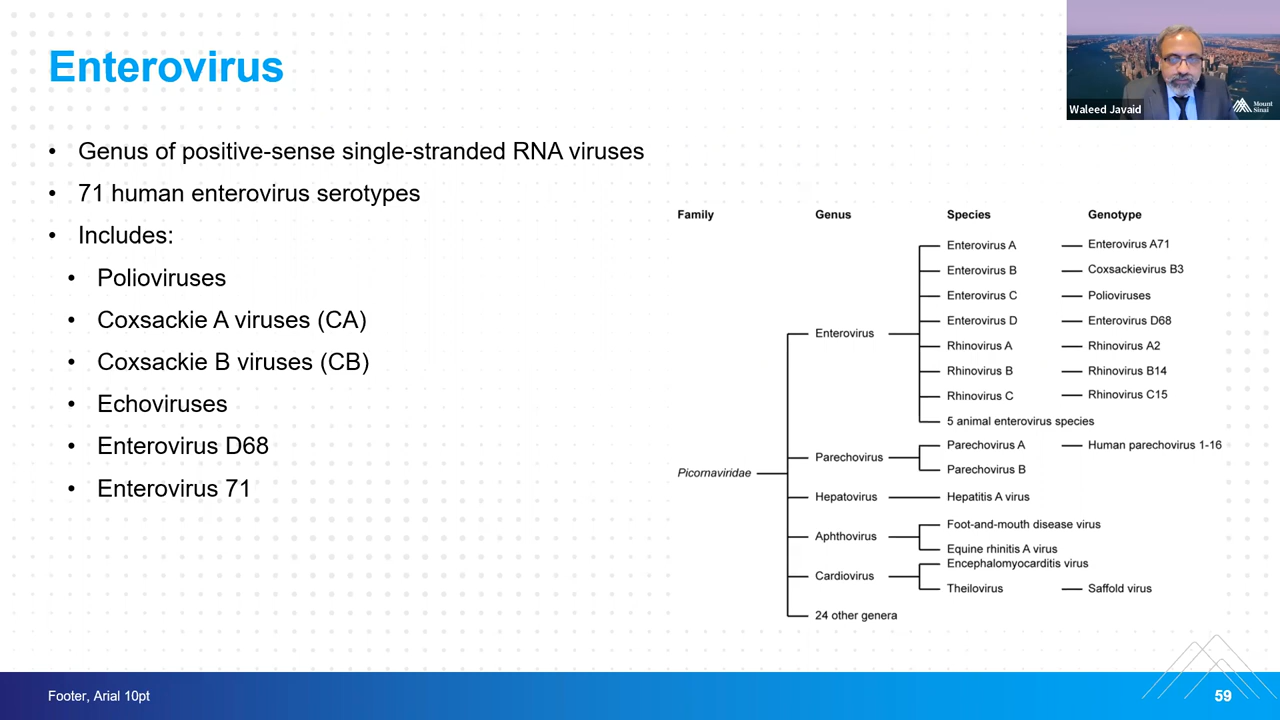 Enterovirus
Waleed Javaid
Mount
Sinai
• Genus of positive-sense single-stranded RNA viruses
• 71 human enterovirus serotypes
• Includes:
• Polioviruses
• Coxsackie A viruses (CA)
• Coxsackie B viruses (CB)
• Echoviruses
• Enterovirus D68
• Enterovirus 71
Family Genus Species Genotype
Enterovirus A Enterovirus A71
Enterovirus B Coxsackievirus B3
Enterovirus C Polioviruses
Enterovirus D Enterovirus D68
Enterovirus
Rhinovirus A Rhinovirus A2
Rhinovirus B Rhinovirus B14
Rhinovirus C Rhinovirus C15
5 animal enterovirus species
Parechovirus A Human parechovirus 1-16
Parechovirus
Parechovirus B
Picornaviridae
Hepatovirus Hepatitis A virus
Foot-and-mouth disease virus
Aphthovirus
Equine rhinitis A virus
Encephalomyocarditis virus
Cardiovirus
Theilovirus Saffold virus
24 other genera
Footer, Arial 10pt
59